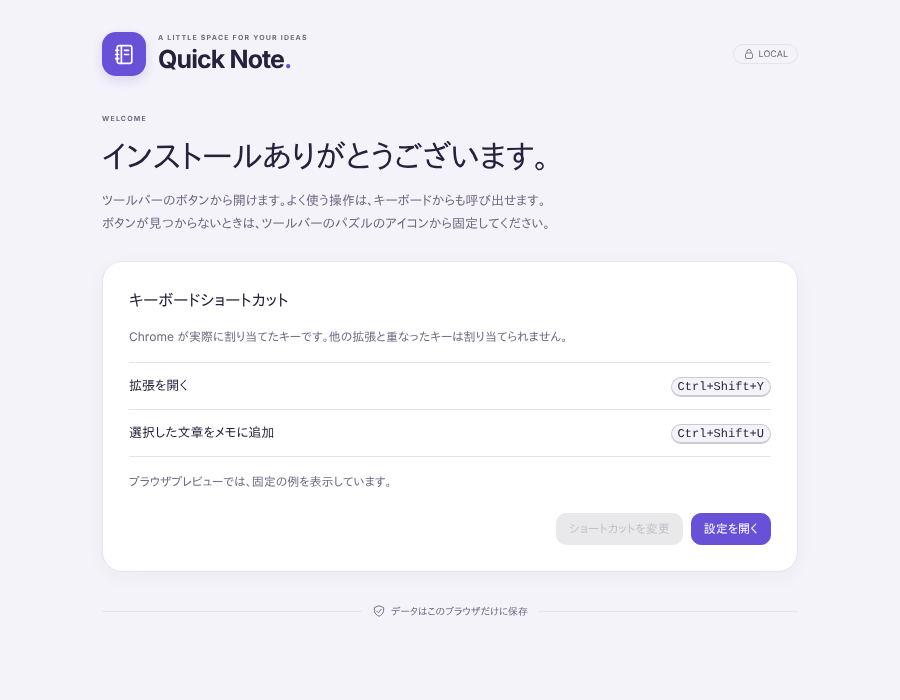 A LITTLE SPACE FOR YOUR IDEAS
Quick Note.
LOCAL
WELCOME
インストールありがとうございます。
ツールバーのボタンから開けます。よく使う操作は、キーボードからも呼び出せます。
ボタンが見つからないときは、ツールバーのパズルのアイコンから固定してください。
キーボードショートカット
Chrome が実際に割り当てたキーです。他の拡張と重なったキーは割り当てられません。
拡張を開く
Ctrl+Shift+Y
選択した文章をメモに追加
Ctrl+Shift+U
ブラウザプレビューでは、固定の例を表示しています。
ショートカットを変更
設定を開く
データはこのブラウザだけに保存